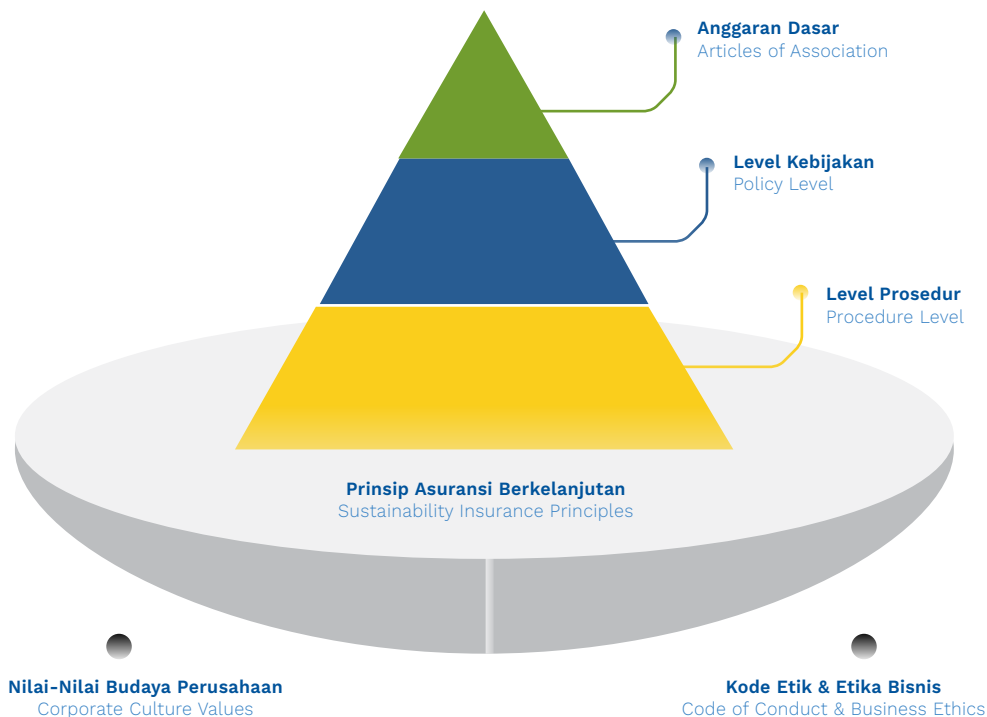 Anggaran Dasar
Articles of Association
Level Kebijakan
Policy Level
Level Prosedur
Procedure Level
Prinsip Asuransi Berkelanjutan
Sustainability Insurance Principles
Nilai-Nilai Budaya Perusahaan
Corporate Culture Values
Kode Etik & Etika Bisnis
Code of Conduct & Business Ethics